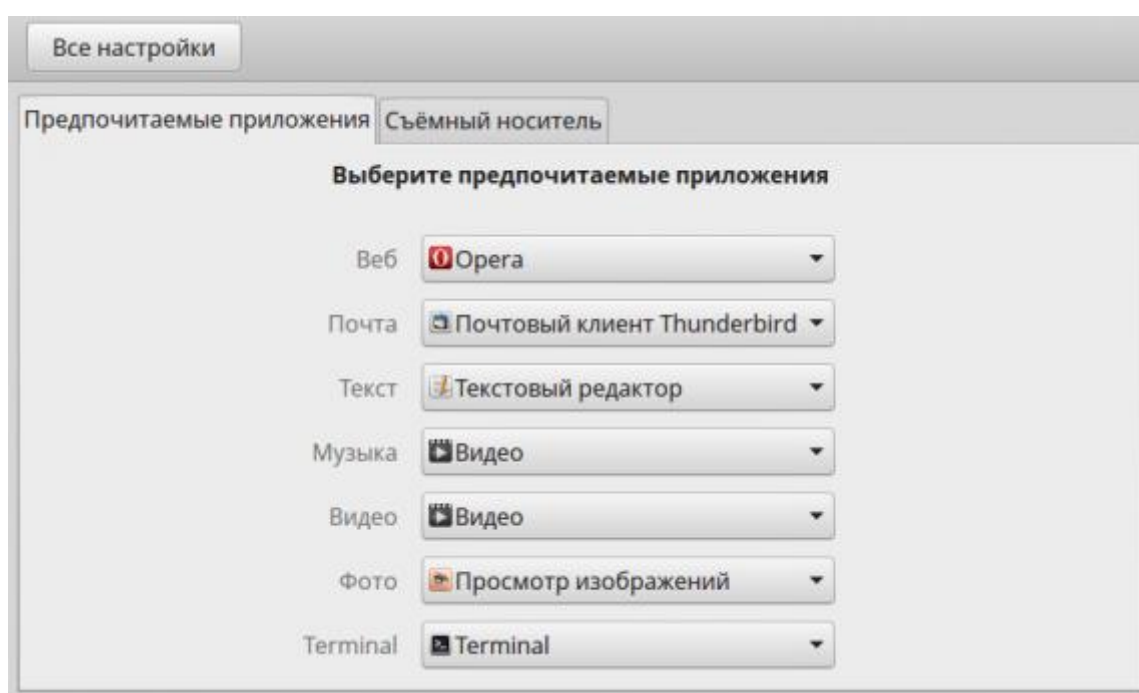 Все настройки
Предпочитаемые приложения Съёмный носитель
Выберите предпочитаемые приложения
Веб Opera
Почта Почтовый клиент Thunderbird
Текст Текстовый редактор
Музыка Видео
Видео Видео
Фото Просмотр изображений
Terminal Terminal